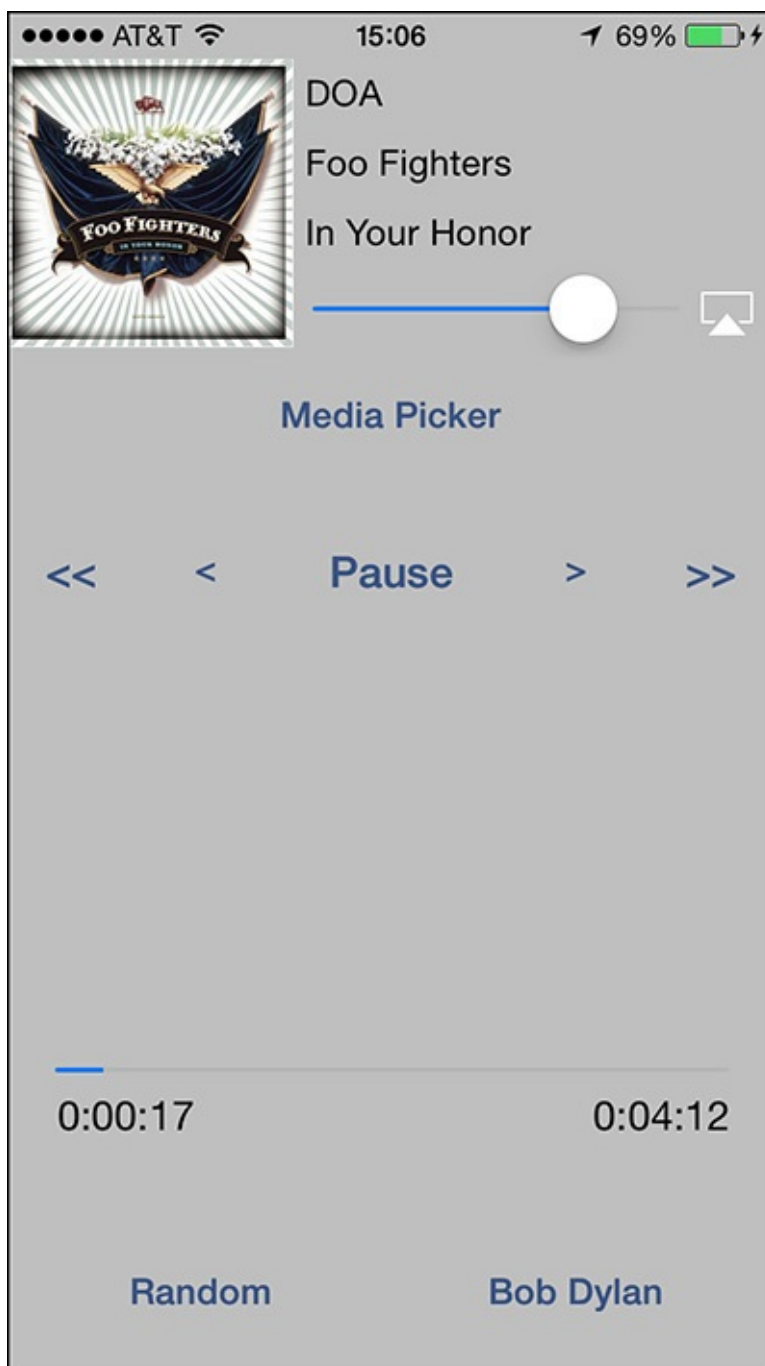 AT&T 15:06 69%
DOA
Foo Fighters
In Your Honor
FOO FIGHTERS
IN YOUR HONOR
Media Picker
<< < Pause > >>
0:00:17 0:04:12
Random Bob Dylan